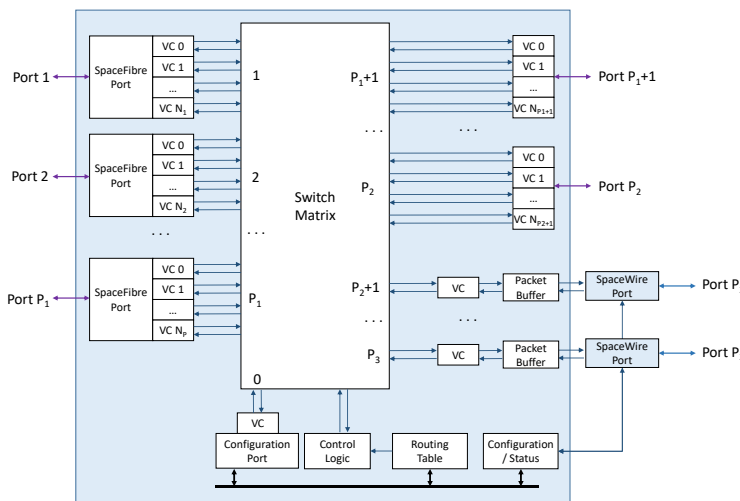 Port 1
SpaceFibre
Port
VC 0
VC 1
...
VC N1
1
Port 2
SpaceFibre
Port
VC 0
VC 1
...
VC N2
2
. . .
. . .
Port P1
SpaceFibre
Port
VC 0
VC 1
...
VC NP
P1
0
Switch
Matrix
P1+1
VC 0
VC 1
...
VC NP1+1
Port P1+1
. . .
. . .
P2
VC 0
VC 1
...
VC NP2+1
Port P2
P2+1
VC
Packet
Buffer
SpaceWire
Port
Port P
. . .
. . .
P3
VC
Packet
Buffer
SpaceWire
Port
Port P
VC
Configuration
Port
Control
Logic
Routing
Table
Configuration
/ Status